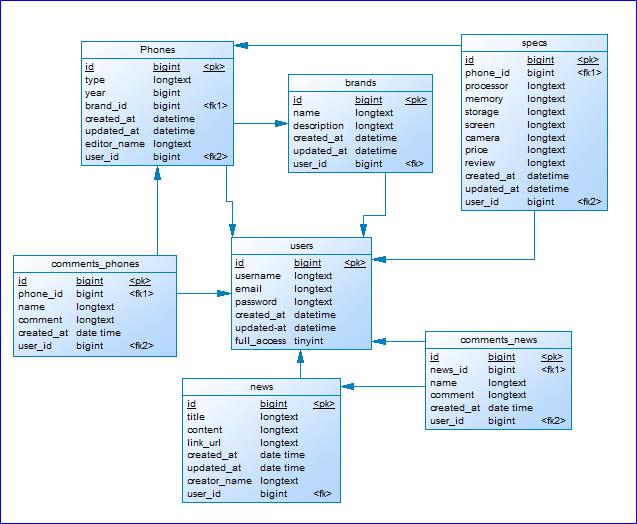 Phones
id bigint <pk>
type longtext
year bigint
brand_id bigint <fk1>
created_at datetime
updated_at datetime
editor_name longtext
user_id bigint <fk2>
brands
id bigint <pk>
name longtext
description longtext
created_at datetime
updated_at datetime
user_id bigint <fk>
specs
id bigint <pk>
phone_id bigint <fk1>
processor longtext
memory longtext
storage longtext
screen longtext
camera longtext
price longtext
review longtext
created_at datetime
updated_at datetime
user_id bigint <fk2>
users
id bigint <pk>
username longtext
email longtext
password longtext
created_at datetime
updated-at datetime
full_access tinyint
comments_phones
id bigint <pk>
phone_id bigint <fk1>
name longtext
comment longtext
created_at date time
user_id bigint <fk2>
comments_news
id bigint <pk>
news_id bigint <fk1>
name longtext
comment longtext
created_at date time
user_id bigint <fk2>
news
id bigint <pk>
title longtext
content longtext
link_url longtext
created_at date time
updated_at date time
creator_name longtext
user_id bigint <fk>